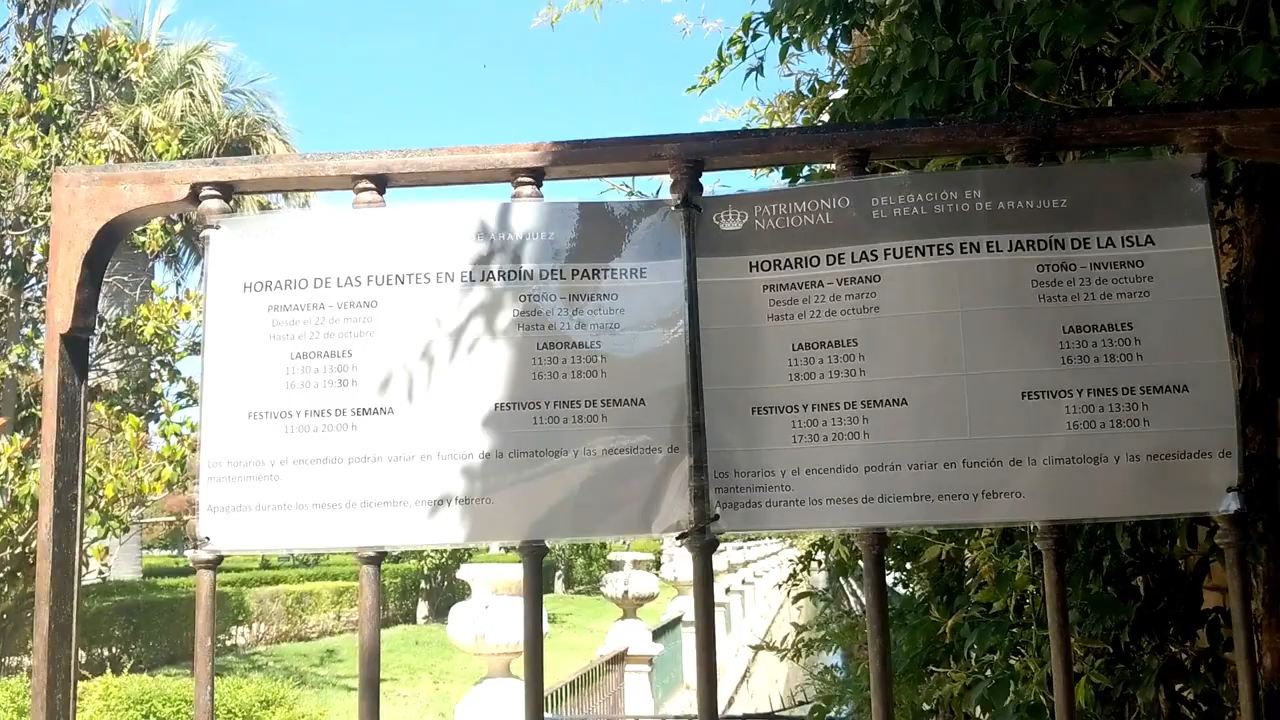 DE ARANJUEZ
HORARIO DE LAS FUENTES EN EL JARDÍN DEL PARTERRE
PRIMAVERA – VERANO
Desde el 22 de marzo
Hasta el 22 de octubre
LABORABLES
11:30 a 13:00 h
16:30 a 19:30 h
FESTIVOS Y FINES DE SEMANA
11:00 a 20:00 h
OTOÑO – INVIERNO
Desde el 23 de octubre
Hasta el 21 de marzo
LABORABLES
11:30 a 13:00 h
16:30 a 18:00 h
FESTIVOS Y FINES DE SEMANA
11:00 a 18:00 h
Los horarios y el encendido podrán variar en función de la climatología y las necesidades de
mantenimiento.
Apagadas durante los meses de diciembre, enero y febrero.
PATRIMONIO
NACIONAL
DELEGACIÓN EN
EL REAL SITIO DE ARANJUEZ
HORARIO DE LAS FUENTES EN EL JARDÍN DE LA ISLA
PRIMAVERA – VERANO
Desde el 22 de marzo
Hasta el 22 de octubre
LABORABLES
11:30 a 13:00 h
18:00 a 19:30 h
FESTIVOS Y FINES DE SEMANA
11:00 a 13:30 h
17:30 a 20:00 h
OTOÑO – INVIERNO
Desde el 23 de octubre
Hasta el 21 de marzo
LABORABLES
11:30 a 13:00 h
16:30 a 18:00 h
FESTIVOS Y FINES DE SEMANA
11:00 a 13:30 h
16:00 a 18:00 h
Los horarios y el encendido podrán variar en función de la climatología y las necesidades de
mantenimiento.
Apagadas durante los meses de diciembre, enero y febrero.